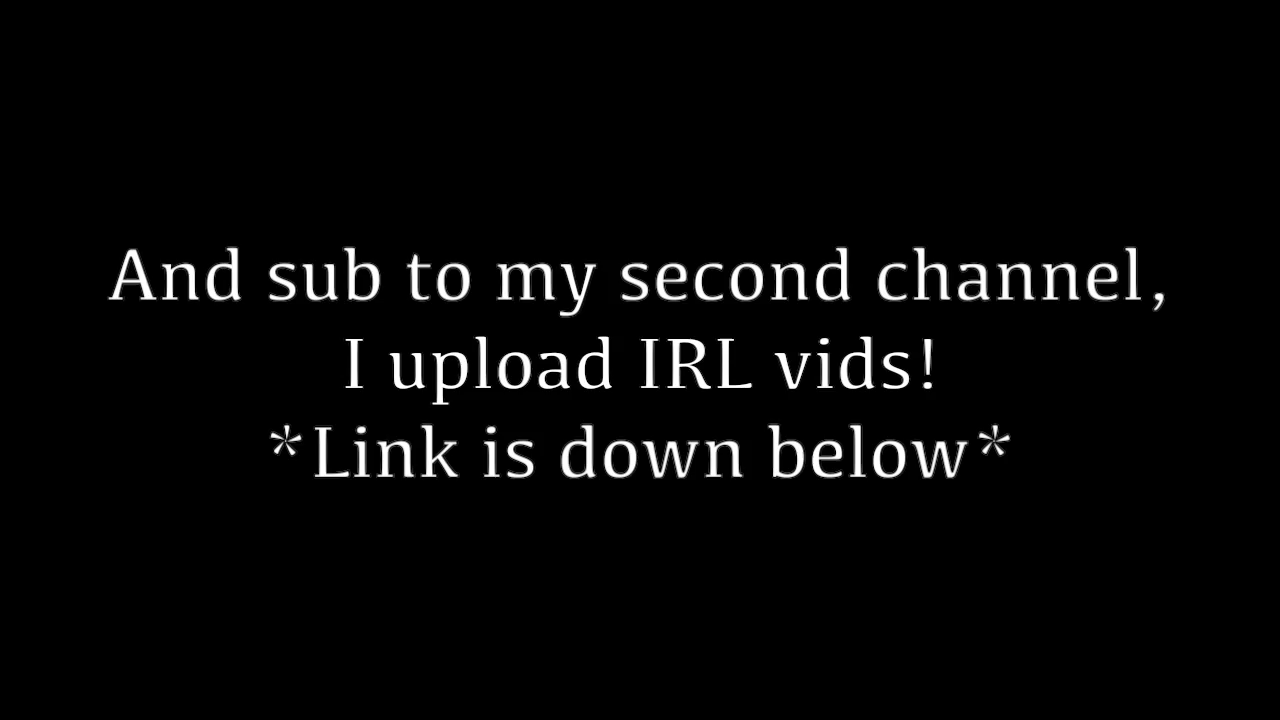 And sub to my second channel,
I upload IRL vids!
*Link is down below*